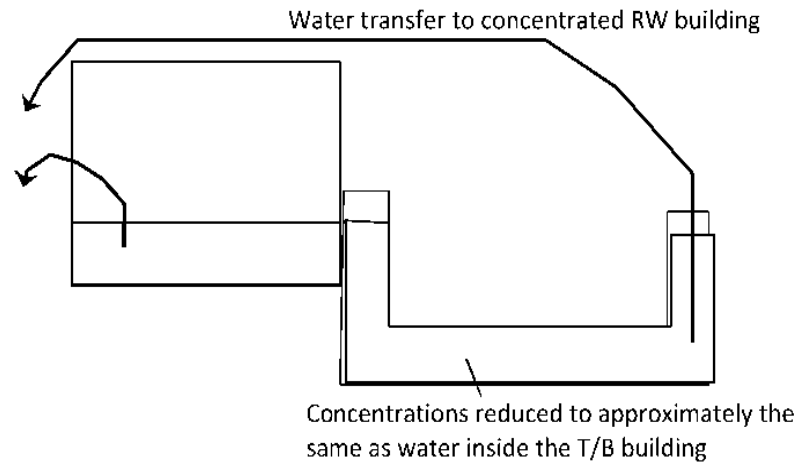 Water transfer to concentrated RW building
Concentrations reduced to approximately the
same as water inside the T/B building